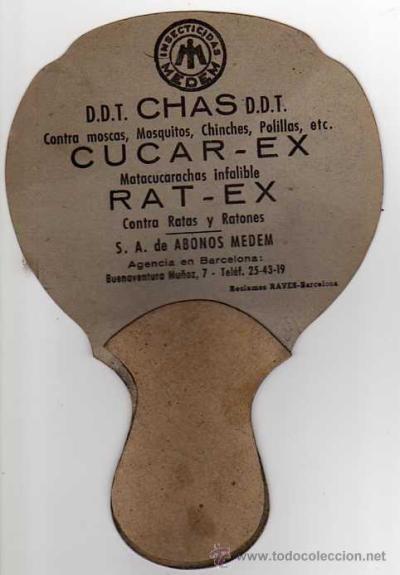 INSECTICIDAS
MEDEM
D.D.T. CHAS D.D.T.
Contra moscas, Mosquitos, Chinches, Polillas, etc.
CUCAR-EX
Matacucarachas infalible
RAT-EX
Contra Ratas y Ratones
S. A. de ABONOS MEDEM
Agencia en Barcelona:
Buenaventura Muñoz, 7 - Teléf. 25-43-19
Reclamos RAVES-Barcelona
www.todocoleccion.net